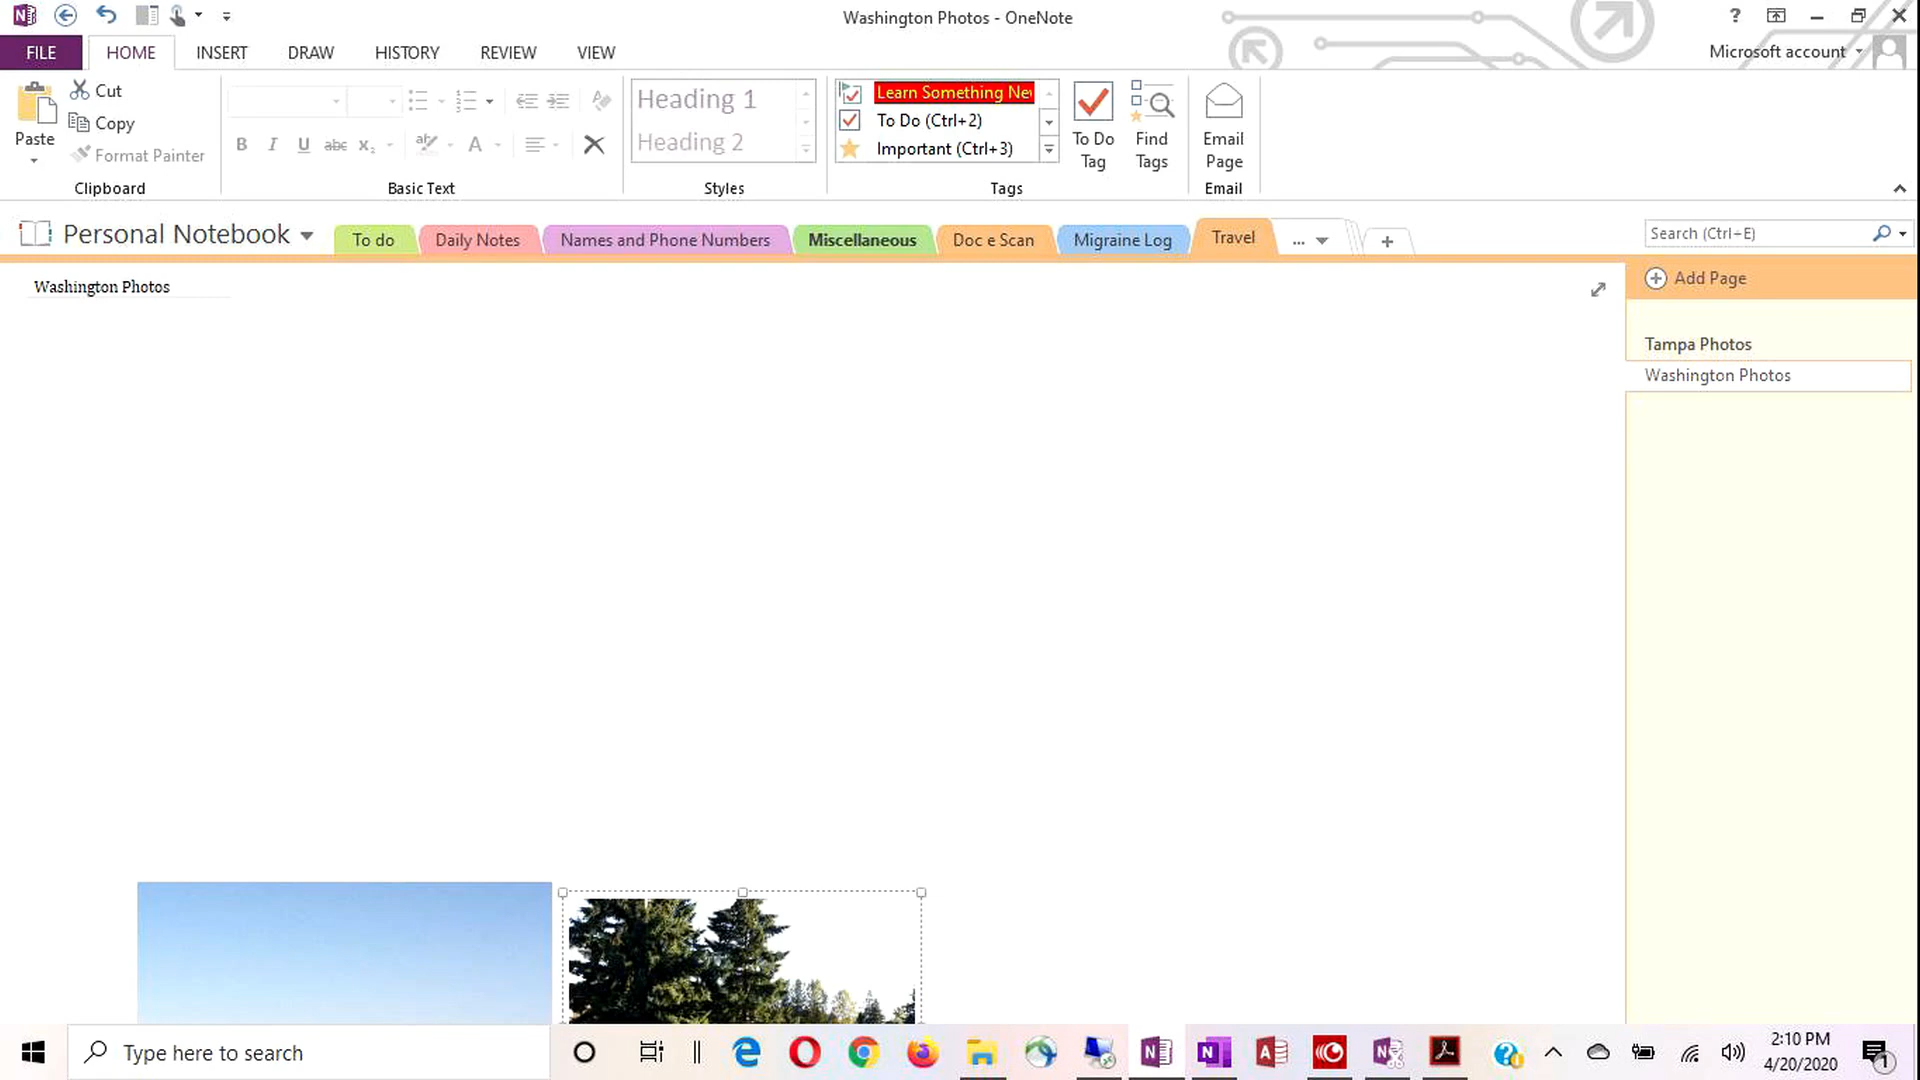 Washington Photos - OneNote
Microsoft account
FILE HOME INSERT DRAW HISTORY REVIEW VIEW
Paste
Cut
Copy
Format Painter
Clipboard
B I U abc x₂ A
Basic Text
Heading 1
Heading 2
Styles
Learn Something Ne
To Do (Ctrl+2)
Important (Ctrl+3)
Tags
To Do
Tag
Find
Tags
Email
Page
Email
Personal Notebook
To do
Daily Notes
Names and Phone Numbers
Miscellaneous
Doc e Scan
Migraine Log
Travel
...
Search (Ctrl+E)
Washington Photos
Add Page
Tampa Photos
Washington Photos
Type here to search
2:10 PM
4/20/2020
1